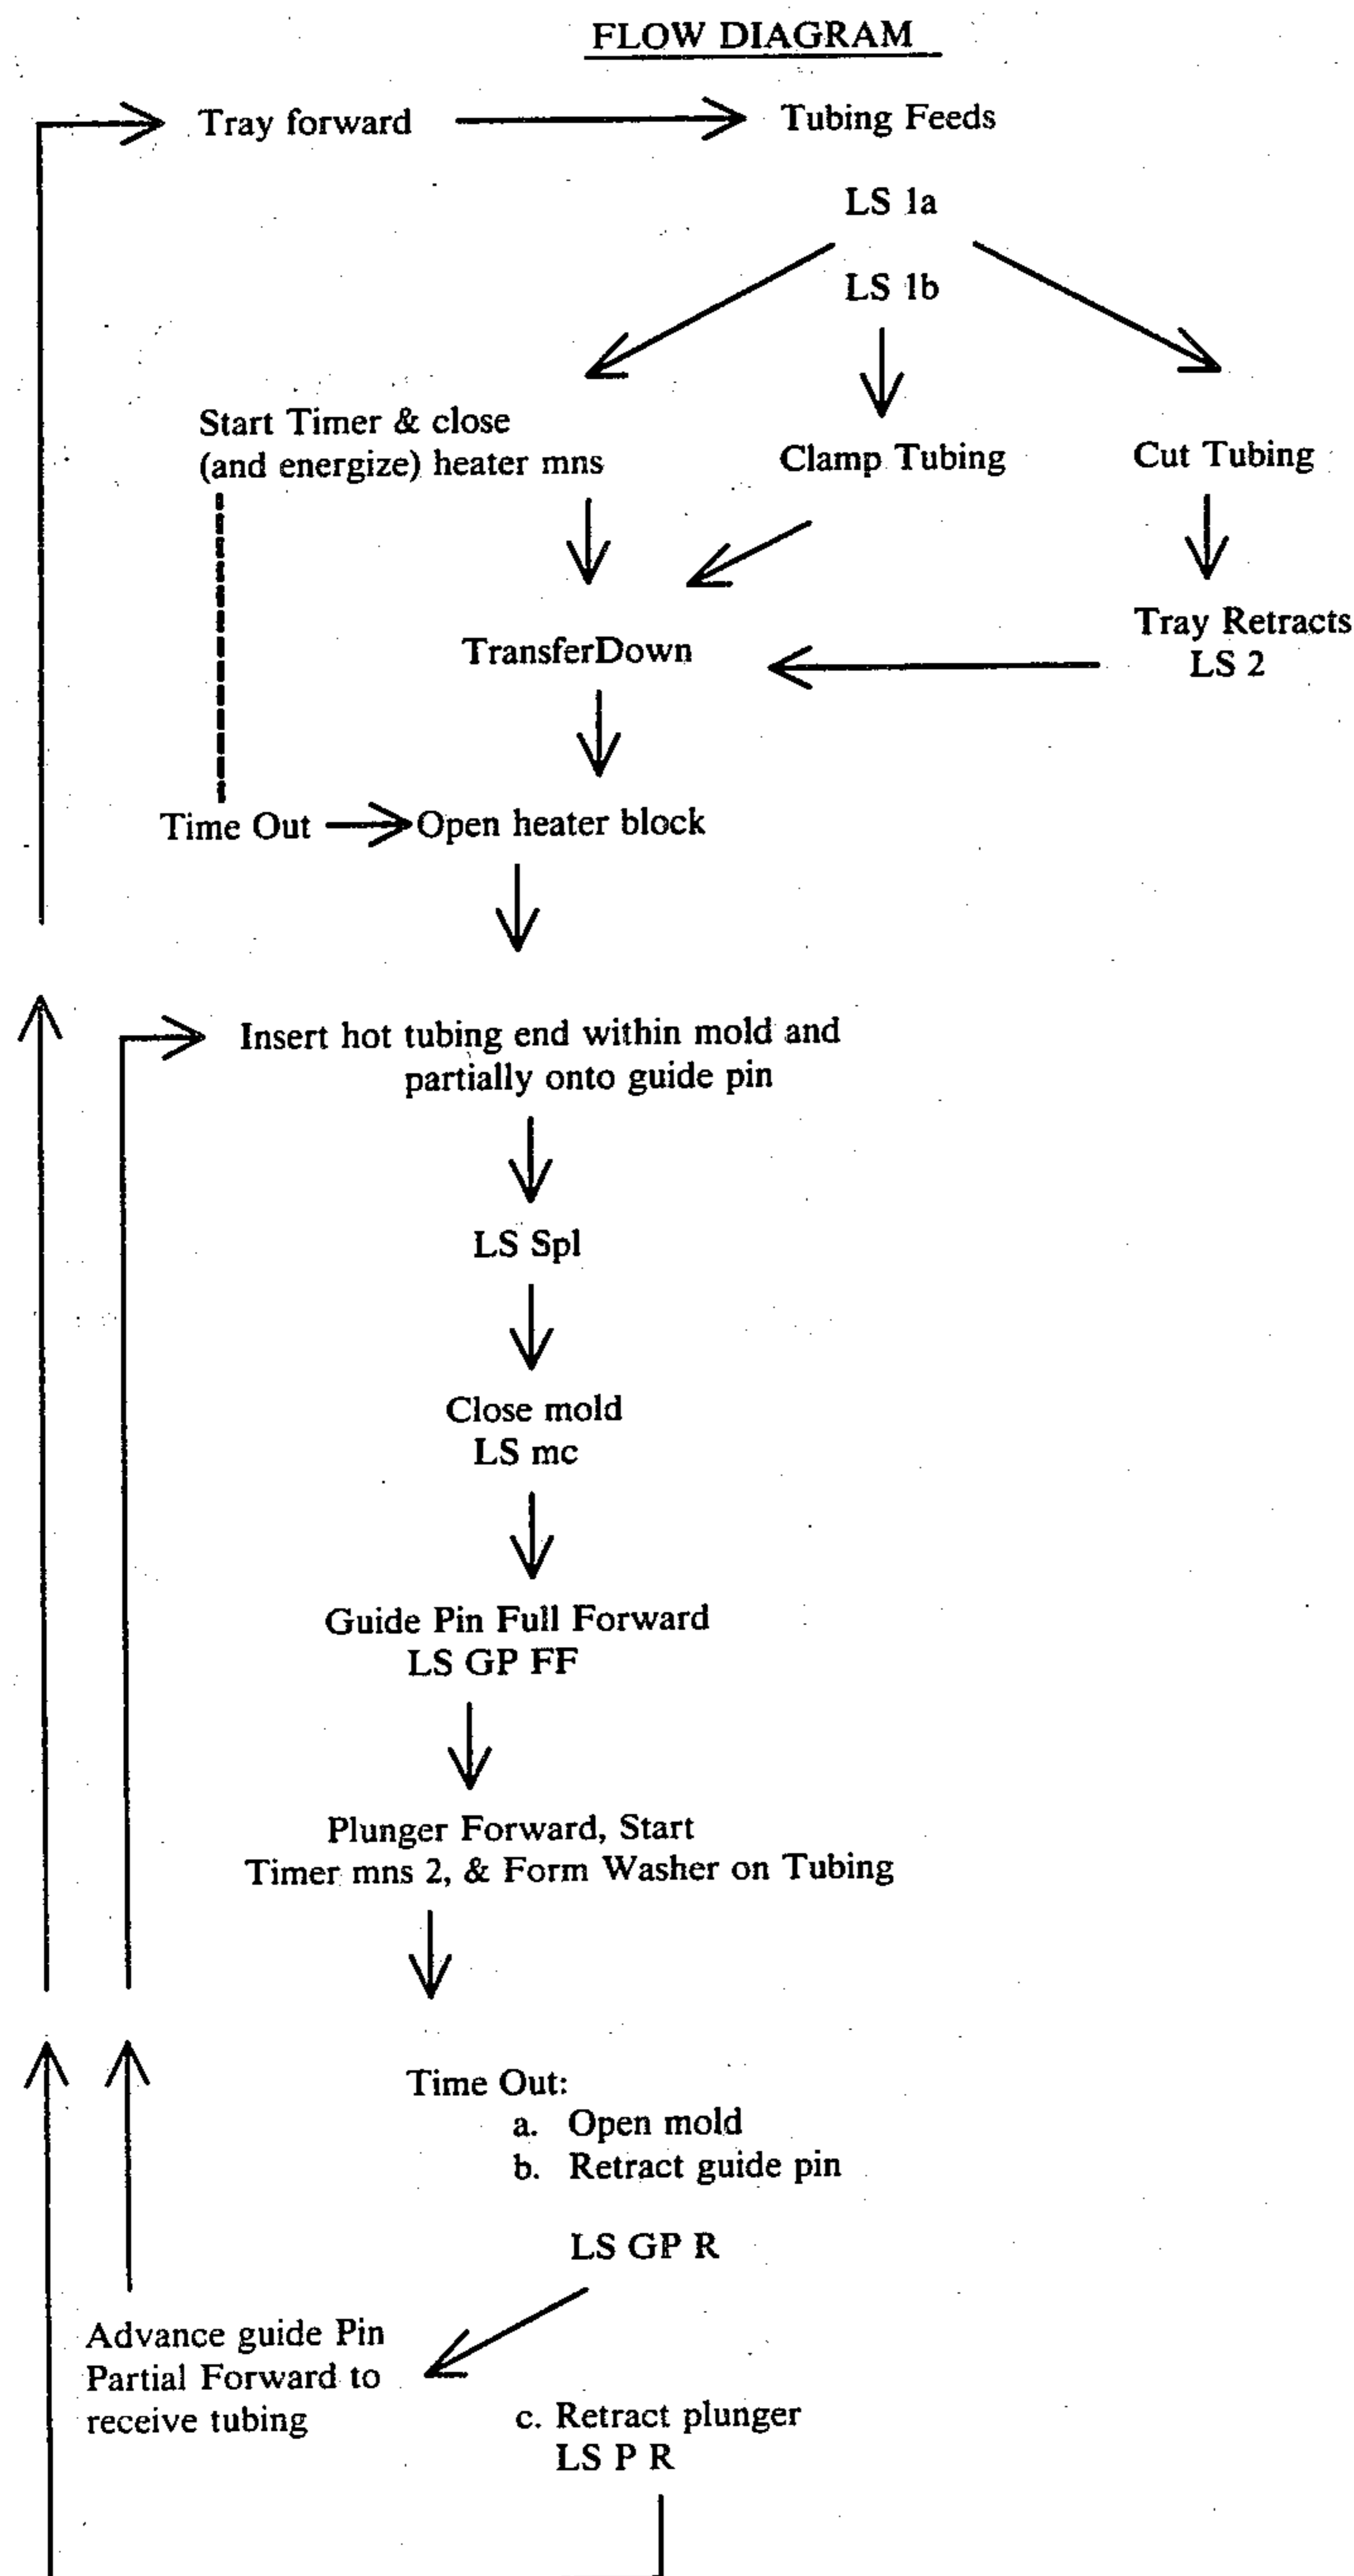 FLOW DIAGRAM
Tray forward
Tubing Feeds
LS 1a
LS 1b
Start Timer & close
(and energize) heater mns
Clamp Tubing
Cut Tubing
Tray Retracts
LS 2
TransferDown
Time Out
Open heater block
Insert hot tubing end within mold and
partially onto guide pin
LS Spl
Close mold
LS mc
Guide Pin Full Forward
LS GP FF
Plunger Forward, Start
Timer mns 2, & Form Washer on Tubing
Time Out:
a. Open mold
b. Retract guide pin
LS GP R
Advance guide Pin
Partial Forward to
receive tubing
c. Retract plunger
LS P R